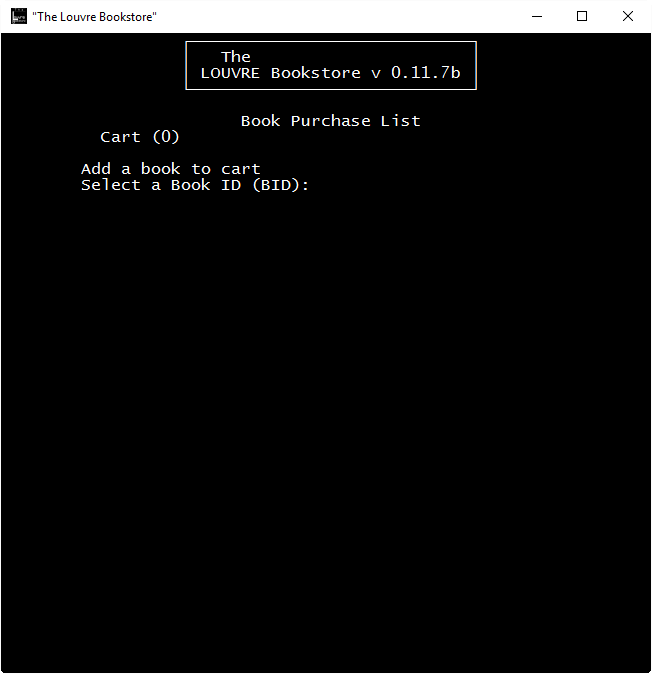 "The Louvre Bookstore"
The
LOUVRE Bookstore v 0.11.7b
Book Purchase List
Cart (0)
Add a book to cart
Select a Book ID (BID):